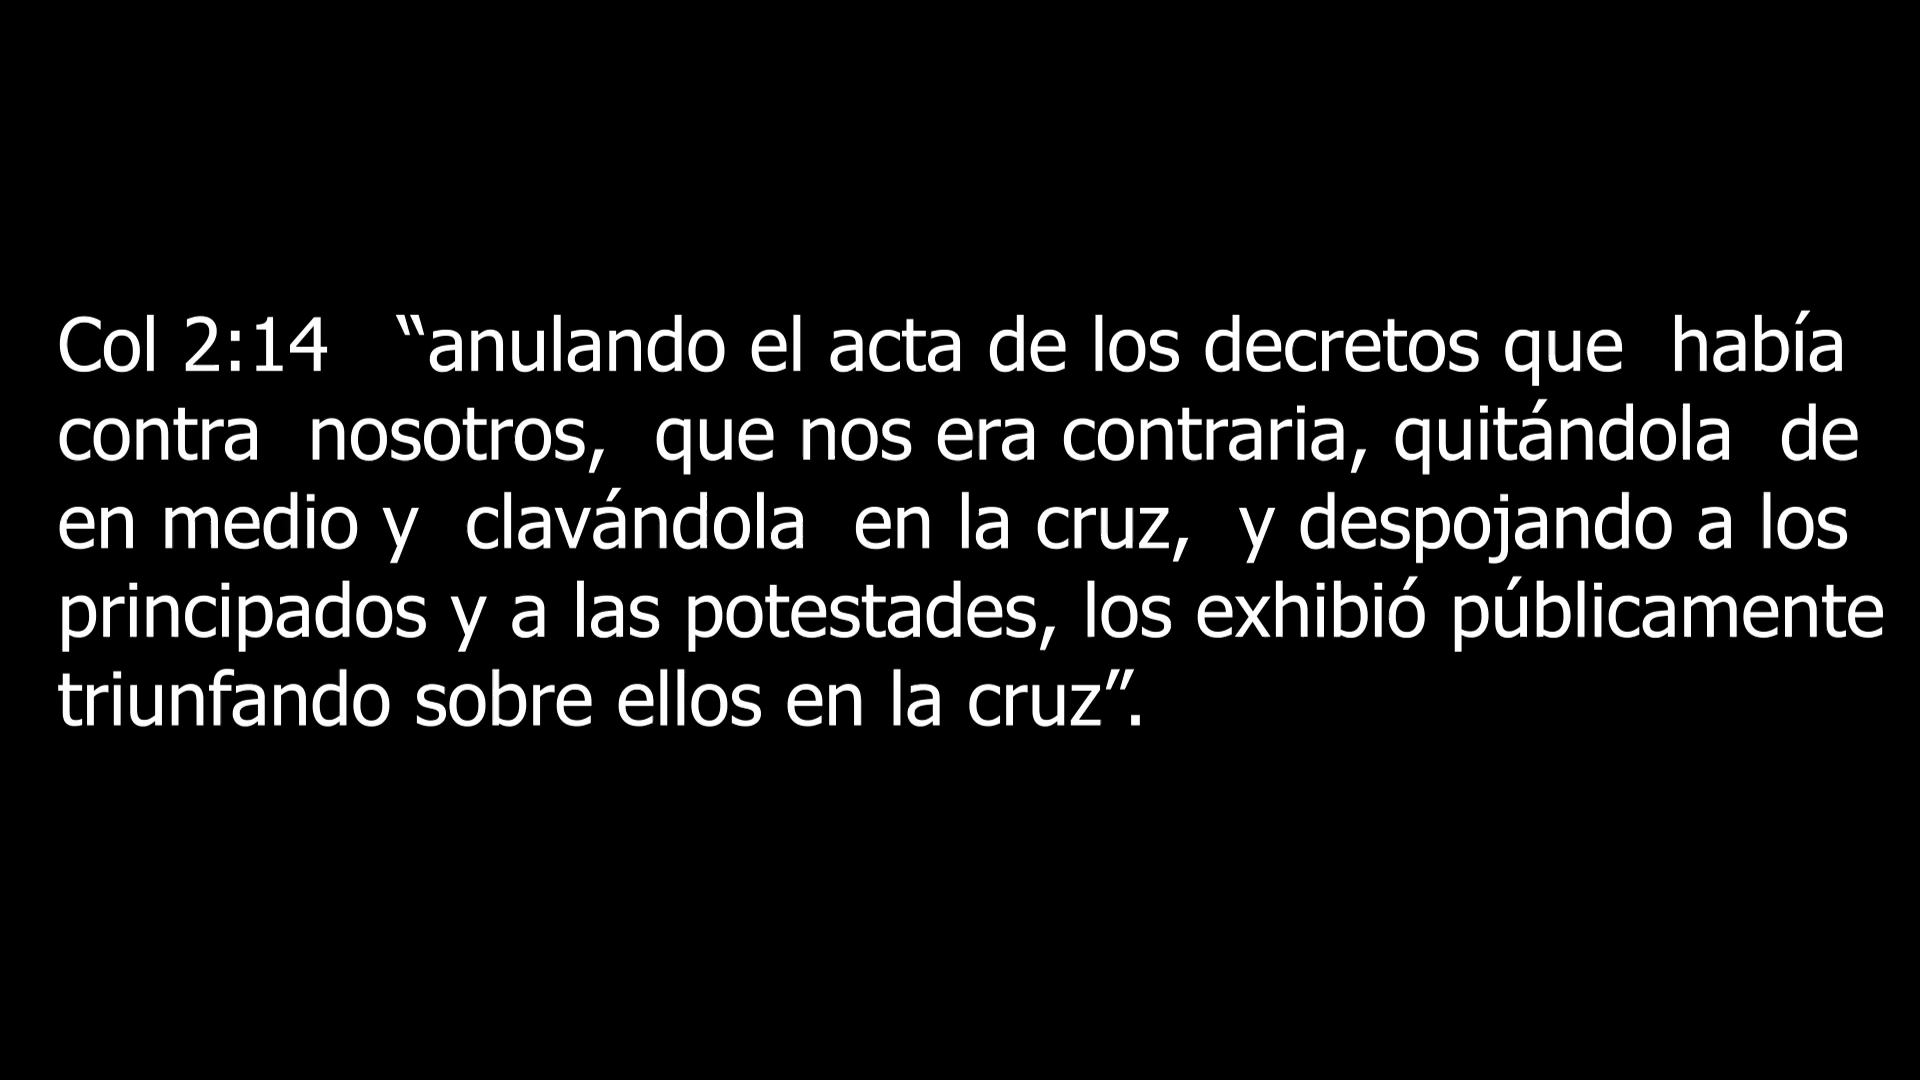 Col 2:14   “anulando el acta de los decretos que  había
contra  nosotros,  que nos era contraria, quitándola  de
en medio y  clavándola  en la cruz,  y despojando a los
principados y a las potestades, los exhibió públicamente
triunfando sobre ellos en la cruz”.